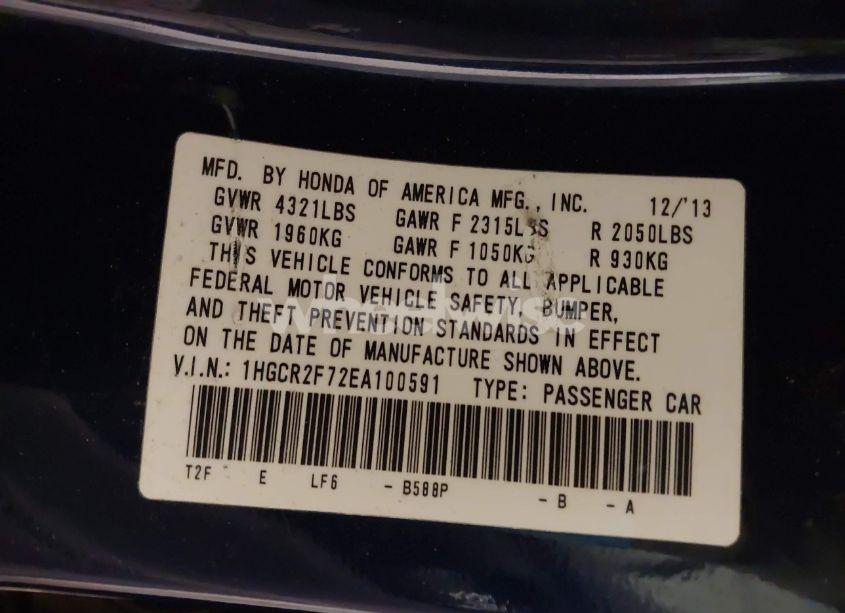 MFD. BY HONDA OF AMERICA MFG., INC. 12/'13
GVWR 4321LBS GAWR F 2315LBS R 2050LBS
GVWR 1960KG GAWR F 1050KG R 930KG
THIS VEHICLE CONFORMS TO ALL APPLICABLE
FEDERAL MOTOR VEHICLE SAFETY, BUMPER,
AND THEFT PREVENTION STANDARDS IN EFFECT
ON THE DATE OF MANUFACTURE SHOWN ABOVE.
V.I.N.: 1HGCR2F72EA100591 TYPE: PASSENGER CAR
T2F E LF6 - B588P - B - A